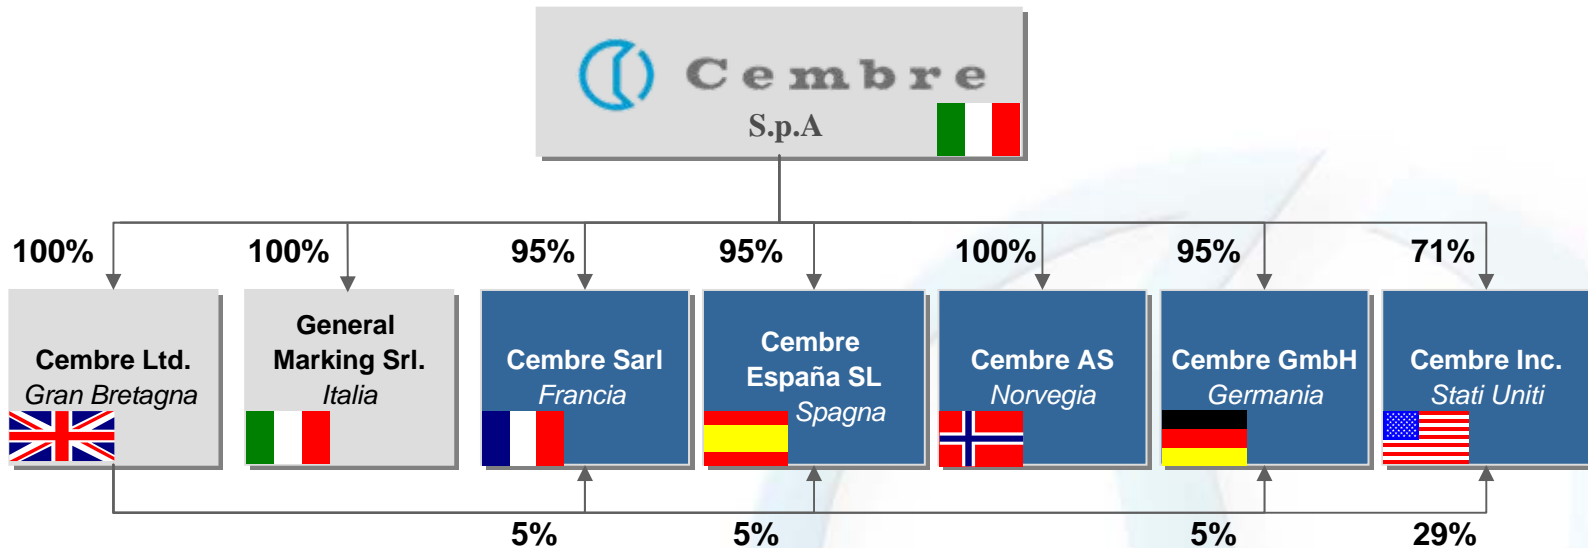 Cembre
S.p.A
100% 100% 95% 95% 100% 95% 71%
Cembre Ltd.
Gran Bretagna
General
Marking Srl.
Italia
Cembre Sarl
Francia
Cembre
España SL
Spagna
Cembre AS
Norvegia
Cembre GmbH
Germania
Cembre Inc.
Stati Uniti
5% 5% 5% 29%